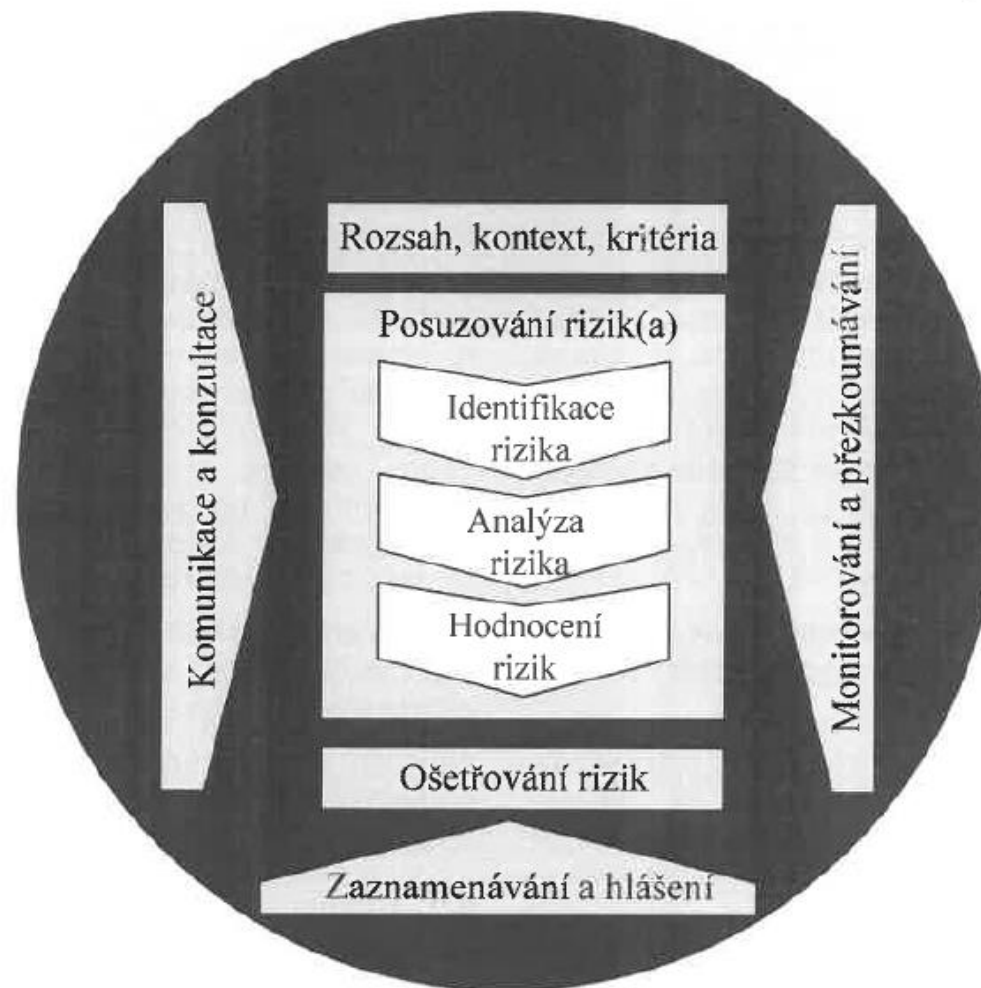 Rozsah, kontext, kritéria
Komunikace a konzultace
Posuzování rizik(a)
Identifikace
rizika
Analýza
rizika
Hodnocení
rizik
Monitorování a přezkoumávání
Ošetřování rizik
Zaznamenávání a hlášení